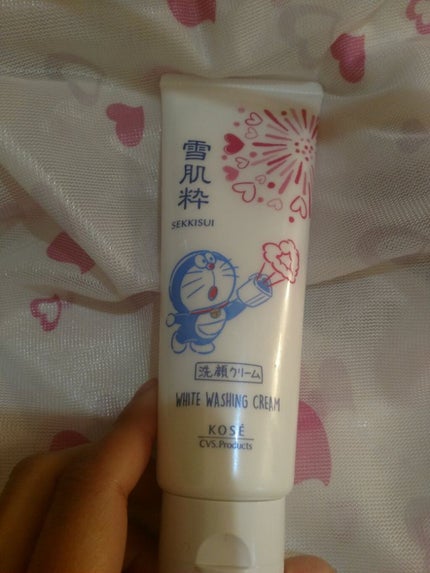 雪肌粋
SEKKISUI
洗顔クリーム
WHITE WASHING CREAM
KOSÉ
CVS.Products